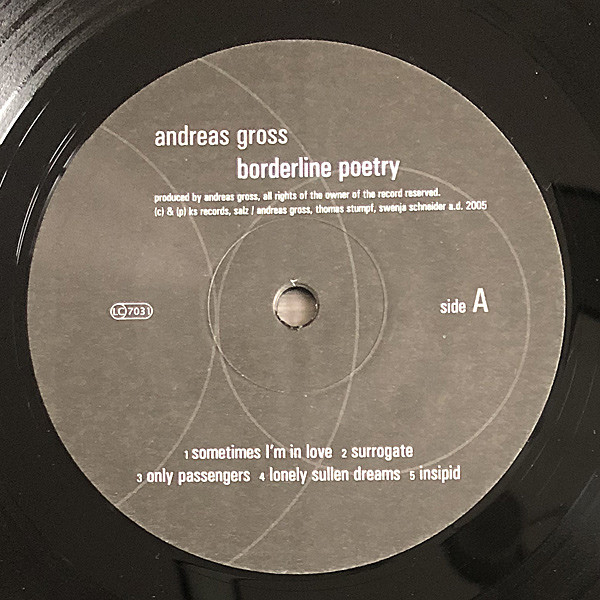 andreas gross
borderline poetry
produced by andreas gross, all rights of the owner of the record reserved.
(c) & (p) ks records, salz / andreas gross, thomas stumpf, swenja schneider a.d. 2005
LC 7031
side A
1 sometimes I'm in love 2 surrogate
3 only passengers 4 lonely sullen dreams 5 insipid